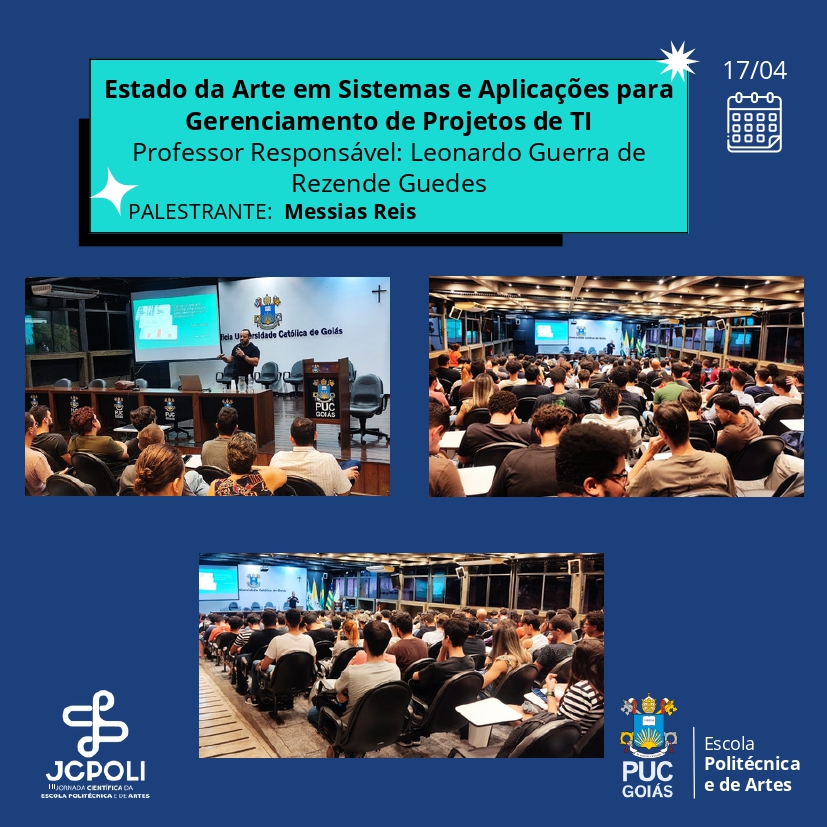 Estado da Arte em Sistemas e Aplicações para
Gerenciamento de Projetos de TI
Professor Responsável: Leonardo Guerra de
Rezende Guedes
PALESTRANTE: Messias Reis
17/04
Universidade Católica de Goiás
PUC
GOIÁS
JCPOLI
III JORNADA CIENTÍFICA DA
ESCOLA POLITÉCNICA E DE ARTES
PUC
GOIÁS
Escola
Politécnica
e de Artes